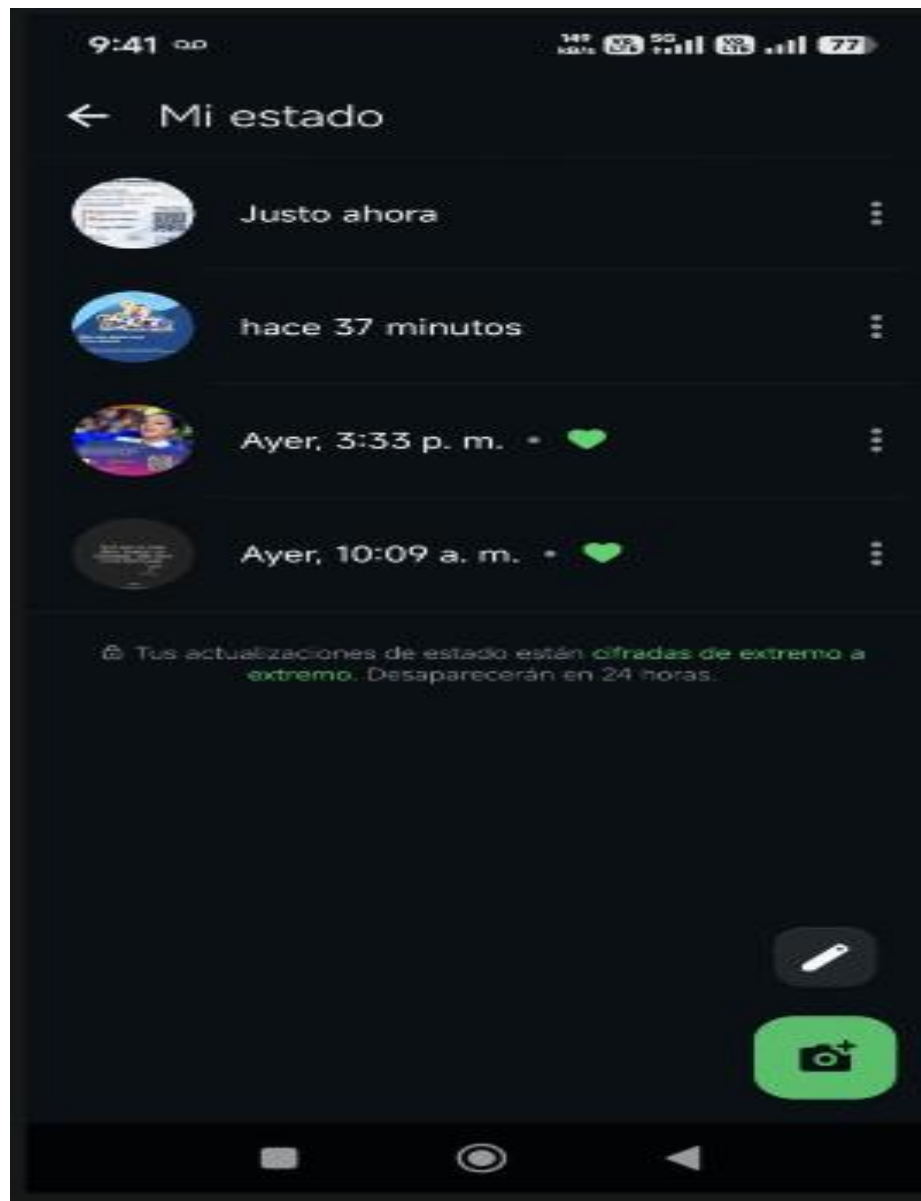 9:41
5G 77
Mi estado
Justo ahora
hace 37 minutos
Ayer, 3:33 p. m. •
Ayer, 10:09 a. m. •
Tus actualizaciones de estado están cifradas de extremo a
extremo. Desaparecerán en 24 horas.